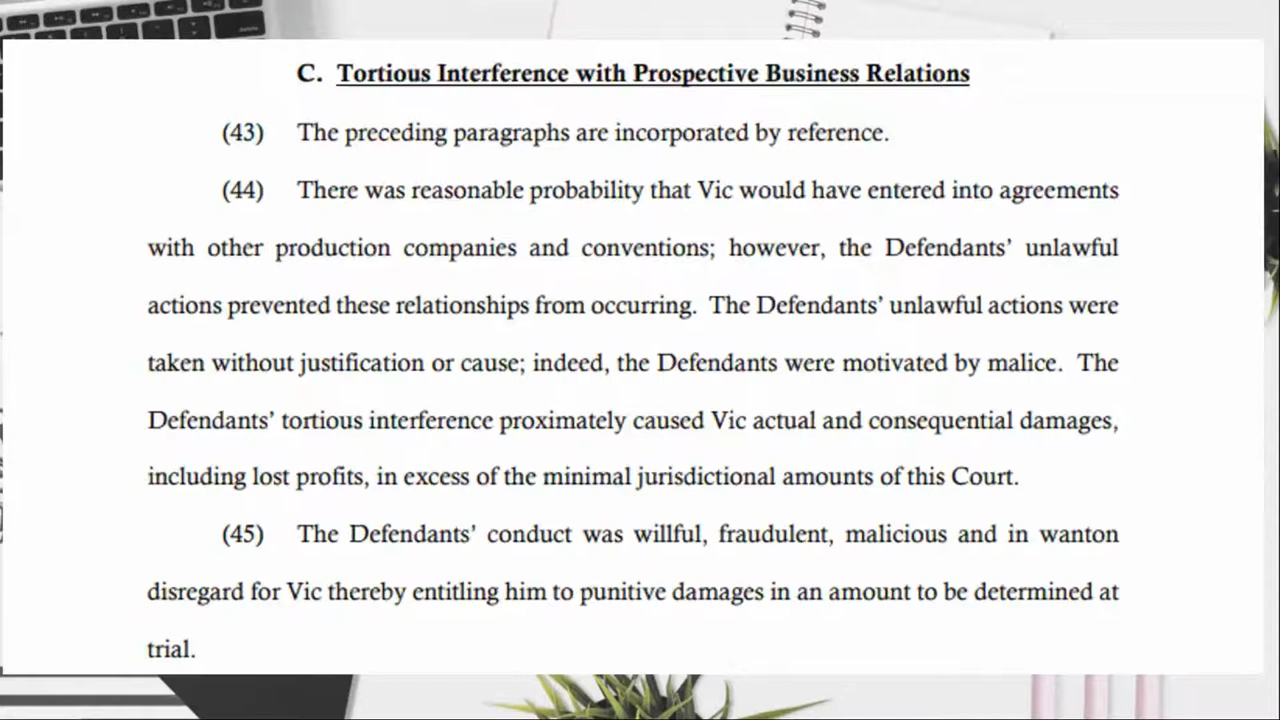 C. Tortious Interference with Prospective Business Relations
(43) The preceding paragraphs are incorporated by reference.
(44) There was reasonable probability that Vic would have entered into agreements
with other production companies and conventions; however, the Defendants’ unlawful
actions prevented these relationships from occurring. The Defendants’ unlawful actions were
taken without justification or cause; indeed, the Defendants were motivated by malice. The
Defendants’ tortious interference proximately caused Vic actual and consequential damages,
including lost profits, in excess of the minimal jurisdictional amounts of this Court.
(45) The Defendants’ conduct was willful, fraudulent, malicious and in wanton
disregard for Vic thereby entitling him to punitive damages in an amount to be determined at
trial.